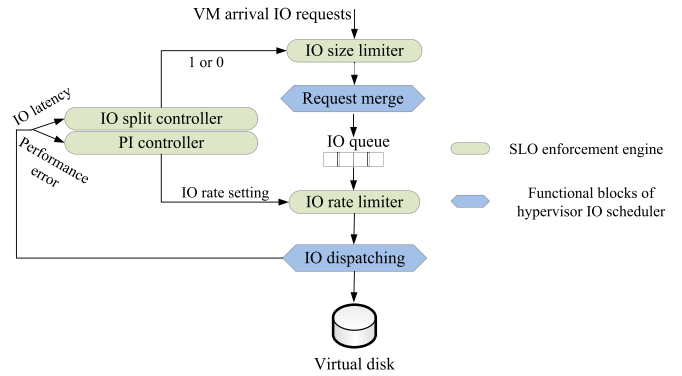 VM arrival IO requests
IO size limiter
1 or 0
Request merge
IO latency
IO split controller
PI controller
Performance
error
IO queue
SLO enforcement engine
IO rate setting
IO rate limiter
Functional blocks of
hypervisor IO scheduler
IO dispatching
Virtual disk